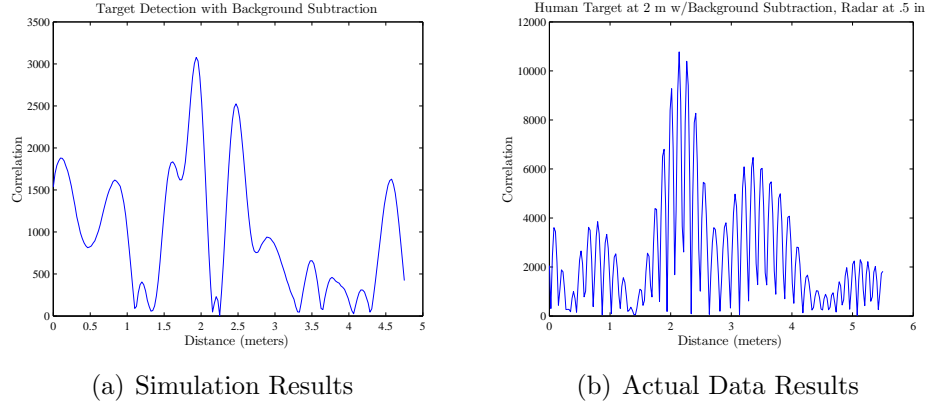 Target Detection with Background Subtraction
3500
3000
2500
2000
1500
1000
500
0
Correlation
0 0.5 1 1.5 2 2.5 3 3.5 4 4.5 5
Distance (meters)
(a) Simulation Results
Human Target at 2 m w/Background Subtraction, Radar at .5 in
12000
10000
8000
6000
4000
2000
0
Correlation
0 1 2 3 4 5 6
Distance (meters)
(b) Actual Data Results